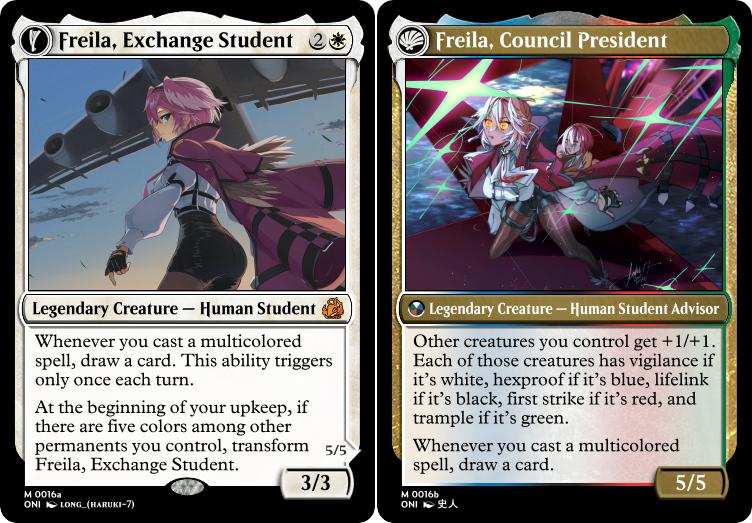 Freila, Exchange Student 2
Legendary Creature — Human Student
Whenever you cast a multicolored
spell, draw a card. This ability triggers
only once each turn.
At the beginning of your upkeep, if
there are five colors among other
permanents you control, transform
Freila, Exchange Student.
5/5
3/3
M 0016a
ONI LONG_(HARUKI-7)
Freila, Council President
Legendary Creature — Human Student Advisor
Other creatures you control get +1/+1.
Each of those creatures has vigilance if
it's white, hexproof if it's blue, lifelink
if it's black, first strike if it's red, and
trample if it's green.
Whenever you cast a multicolored
spell, draw a card.
5/5
M 0016b
ONI 史人